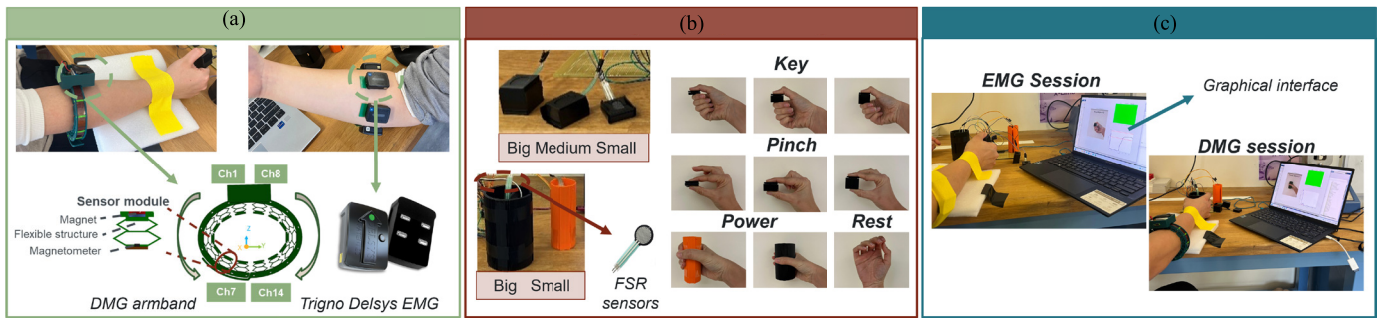 (a)
Ch1
Ch8
Sensor module
Magnet
Flexible structure
Magnetometer
Z
Y
Ch7
Ch14
DMG armband
Trigno Delsys EMG
(b)
Big Medium Small
Big Small
FSR
sensors
Key
Pinch
Power
Rest
(c)
EMG Session
Graphical interface
DMG session